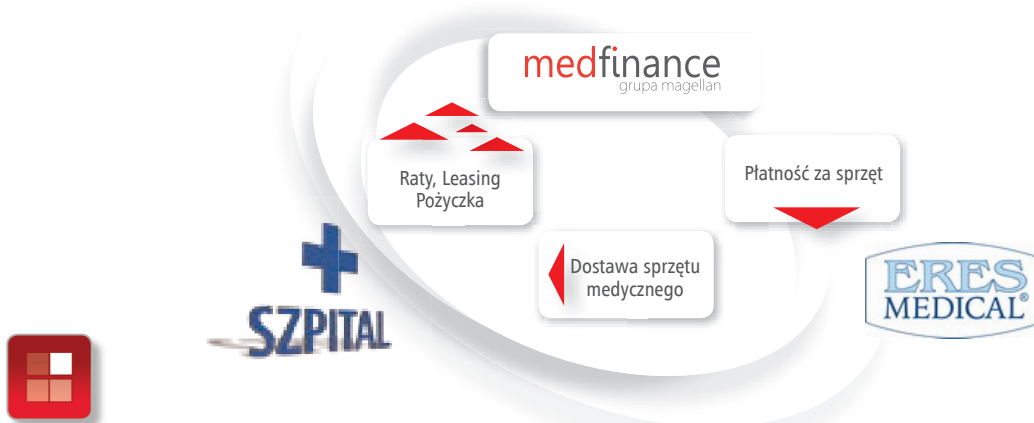 medfinance
grupa magellan
Raty, Leasing
Pożyczka
Płatność za sprzęt
Dostawa sprzętu
medycznego
SZPITAL
ERES
MEDICAL®